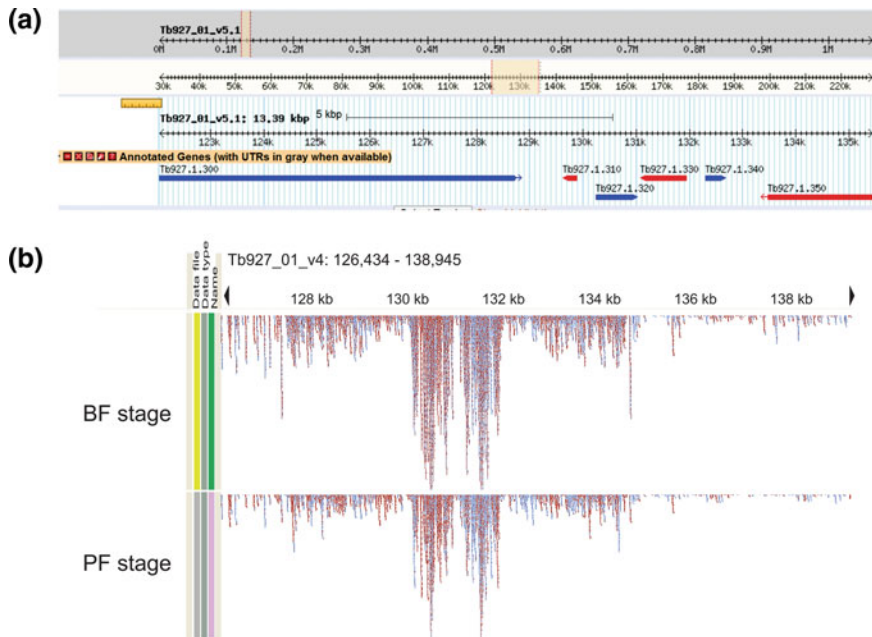 (a)
Tb927_01_v5.1
0M 0.1M 0.2M 0.3M 0.4M 0.5M 0.6M 0.7M 0.8M 0.9M 1M
30k 40k 50k 60k 70k 80k 90k 100k 110k 120k 130k 140k 150k 160k 170k 180k 190k 200k 210k 220k
Tb927_01_v5.1: 13.39 kbp 5 kbp
123k 124k 125k 126k 127k 128k 129k 130k 131k 132k 133k 134k 135k
Annotated Genes (with UTRs in gray when available)
Tb927.1.300 Tb927.1.310 Tb927.1.330 Tb927.1.340
Tb927.1.320 Tb927.1.350
(b)
Data file
Data type
Name
Tb927_01_v4: 126,434 - 138,945
128 kb 130 kb 132 kb 134 kb 136 kb 138 kb
BF stage
PF stage